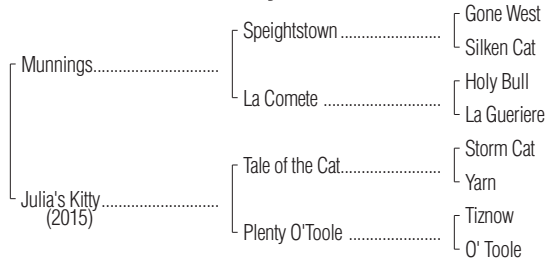 Gone West
Speightstown
Silken Cat
Munnings
Holy Bull
La Comete
La Gueriere
Storm Cat
Tale of the Cat
Yarn
Julia's Kitty
(2015)
Tiznow
Plenty O'Toole
O' Toole